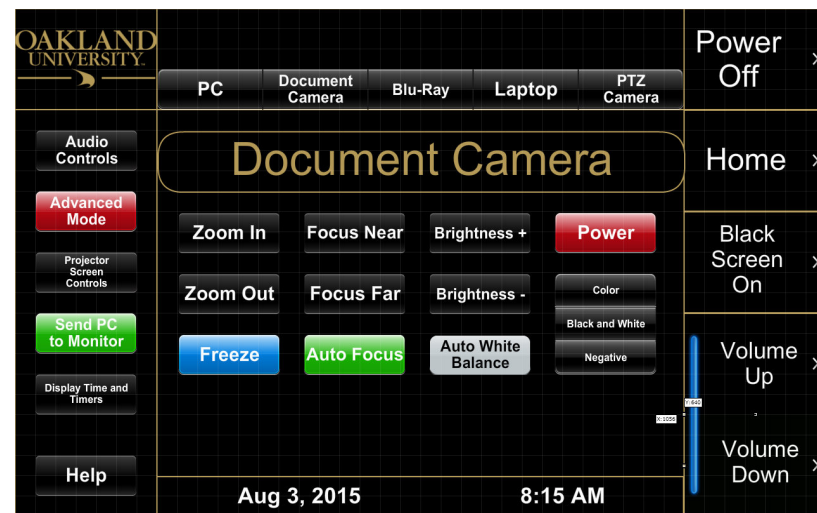 OAKLAND
UNIVERSITY.
PC
Document
Camera
Blu-Ray
Laptop
PTZ
Camera
Power
Off
Audio
Controls
Advanced
Mode
Projector
Screen
Controls
Send PC
to Monitor
Display Time and
Timers
Help
Document Camera
Zoom In
Focus Near
Brightness +
Power
Zoom Out
Focus Far
Brightness -
Color
Black and White
Negative
Freeze
Auto Focus
Auto White
Balance
Home
Black
Screen
On
Volume
Up
Y:640
X:1056
Volume
Down
Aug 3, 2015
8:15 AM